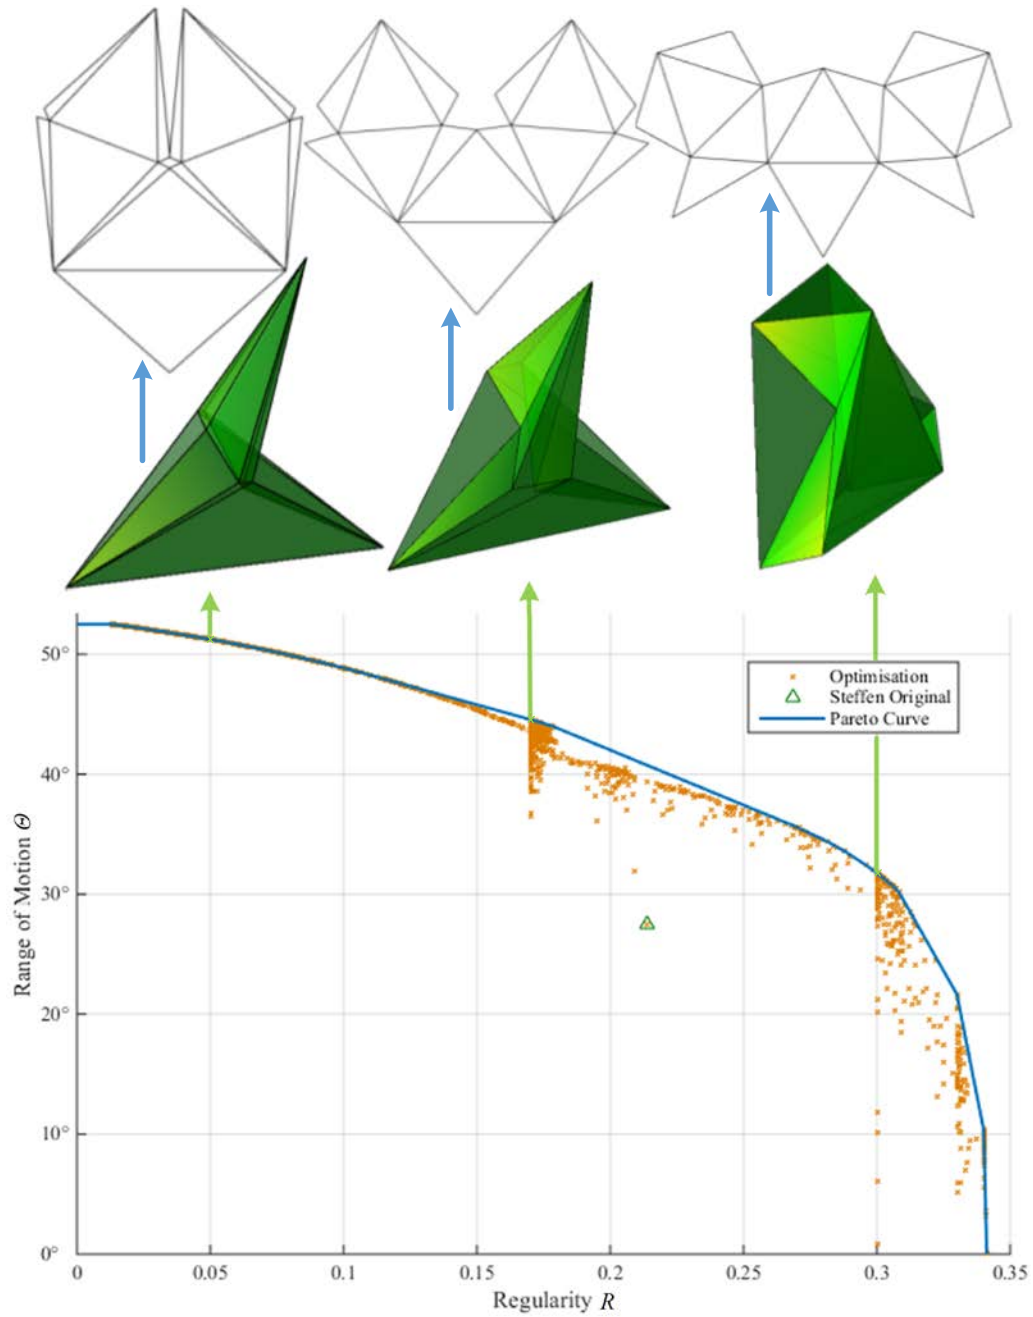 Optimisation
Steffen Original
Pareto Curve
50°
40°
30°
20°
10°
0°
Range of Motion Θ
0 0.05 0.1 0.15 0.2 0.25 0.3 0.35
Regularity R